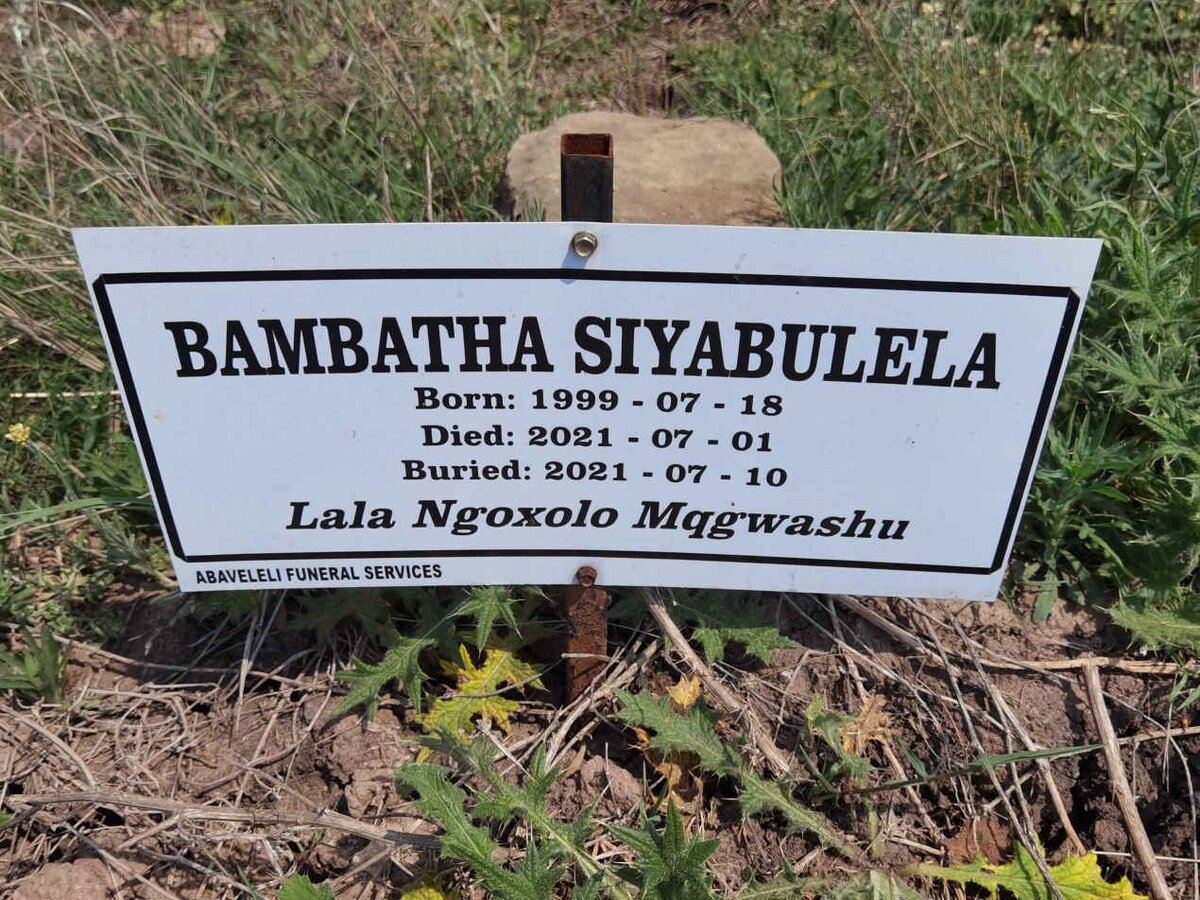 BAMBATHA SIYABULELA
Born: 1999 - 07 - 18
Died: 2021 - 07 - 01
Buried: 2021 - 07 - 10
Lala Ngoxolo Mqgwashu
ABAVELELI FUNERAL SERVICES